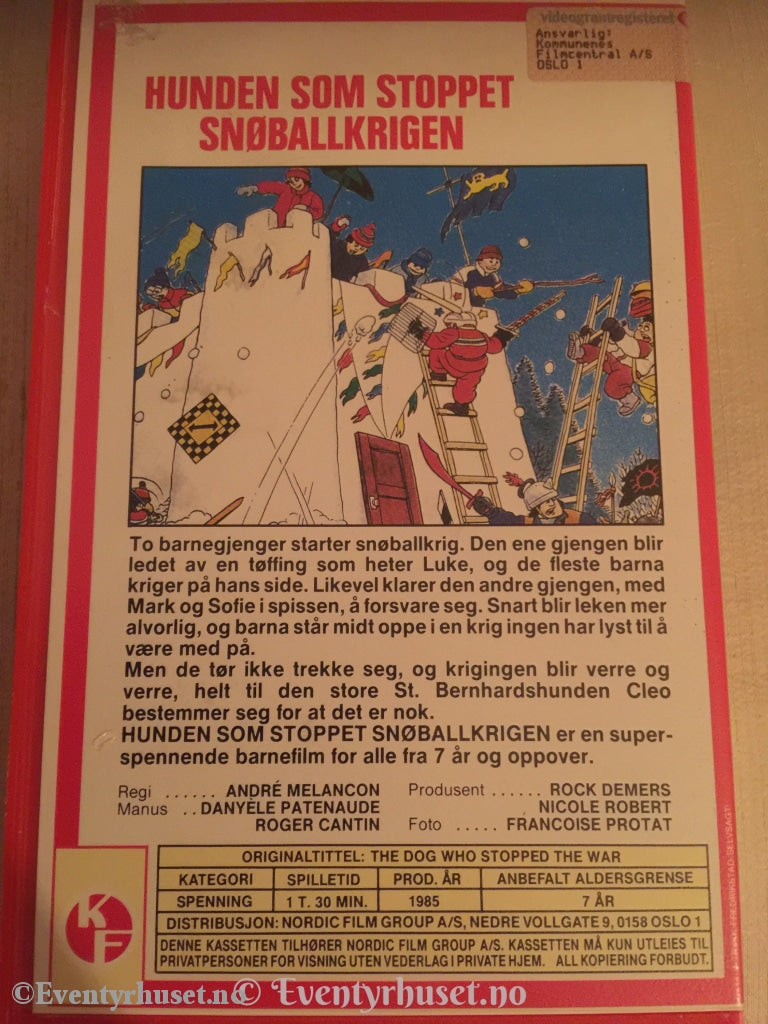 videogramregisteret
Ansvarlig:
Kommunenes
Filmcentral A/S
OSLO 1
HUNDEN SOM STOPPET
SNØBALLKRIGEN
To barnegjenger starter snøballkrig. Den ene gjengen blir
ledet av en tøffing som heter Luke, og de fleste barna
kriger på hans side. Likevel klarer den andre gjengen, med
Mark og Sofie i spissen, å forsvare seg. Snart blir leken mer
alvorlig, og barna står midt oppe i en krig ingen har lyst til å
være med på.
Men de tør ikke trekke seg, og krigingen blir verre og
verre, helt til den store St. Bernhardshunden Cleo
bestemmer seg for at det er nok.
HUNDEN SOM STOPPET SNØBALLKRIGEN er en super-
spennende barnefilm for alle fra 7 år og oppover.
Regi ...... ANDRÉ MELANCON
Manus .. DANYÈLE PATENAUDE
ROGER CANTIN
Produsent ...... ROCK DEMERS
NICOLE ROBERT
Foto ..... FRANCOISE PROTAT
ORIGINALTITTEL: THE DOG WHO STOPPED THE WAR
KATEGORI SPILLETID PROD. ÅR ANBEFALT ALDERSGRENSE
SPENNING 1 T. 30 MIN. 1985 7 ÅR
DISTRIBUSJON: NORDIC FILM GROUP A/S, NEDRE VOLLGATE 9, 0158 OSLO 1
DENNE KASSETTEN TILHØRER NORDIC FILM GROUP A/S. KASSETTEN MÅ KUN UTLEIES TIL
PRIVATPERSONER FOR VISNING UTEN VEDERLAG I PRIVATE HJEM. ALL KOPIERING FORBUDT.
KF
FREDRIKSTAD SELVSAGT!
©Eventyrhuset.no
© Eventyrhuset.no